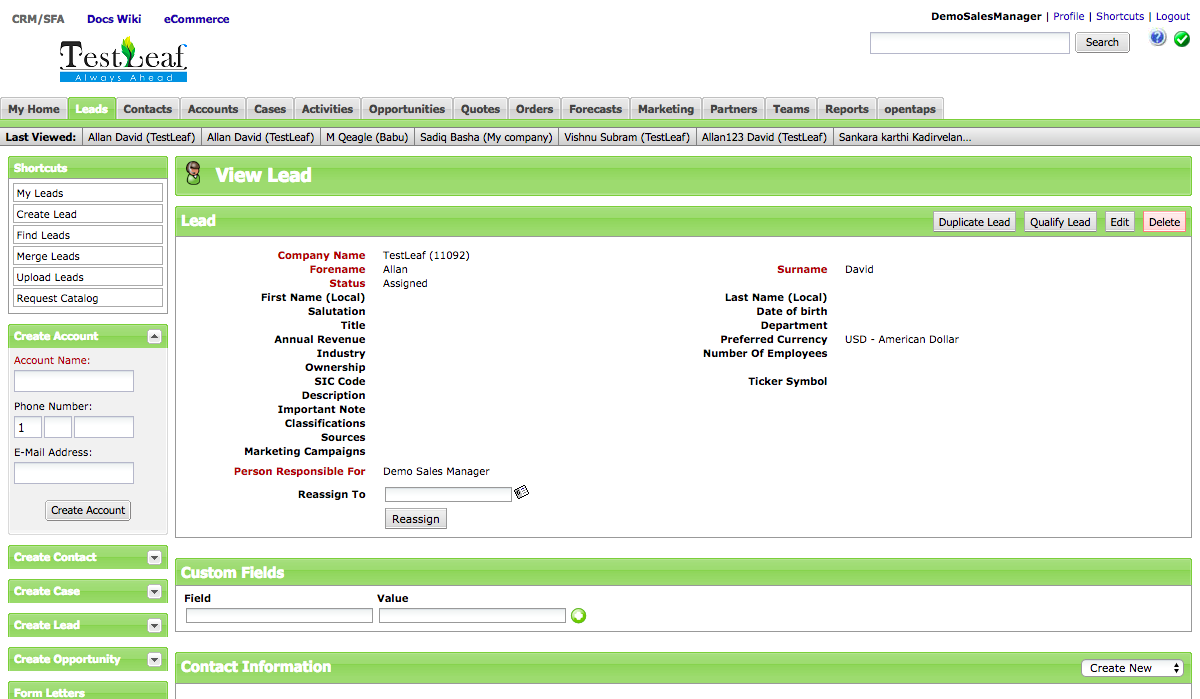 CRM/SFA Docs Wiki eCommerce
DemoSalesManager | Profile | Shortcuts | Logout
TestLeaf
Always Ahead
Search
My Home Leads Contacts Accounts Cases Activities Opportunities Quotes Orders Forecasts Marketing Partners Teams Reports opentaps
Last Viewed: Allan David (TestLeaf) Allan David (TestLeaf) M Qeagle (Babu) Sadiq Basha (My company) Vishnu Subram (TestLeaf) Allan123 David (TestLeaf) Sankara karthi Kadirvelan...
Shortcuts
My Leads
Create Lead
Find Leads
Merge Leads
Upload Leads
Request Catalog
Create Account
Account Name:
Phone Number:
1
E-Mail Address:
Create Account
Create Contact
Create Case
Create Lead
Create Opportunity
Form Letters
View Lead
Lead Duplicate Lead Qualify Lead Edit Delete
Company Name TestLeaf (11092)
Forename Allan Surname David
Status Assigned
First Name (Local) Last Name (Local)
Salutation Date of birth
Title Department
Annual Revenue Preferred Currency USD - American Dollar
Industry Number Of Employees
Ownership
SIC Code Ticker Symbol
Description
Important Note
Classifications
Sources
Marketing Campaigns
Person Responsible For Demo Sales Manager
Reassign To
Reassign
Custom Fields
Field Value
Contact Information Create New